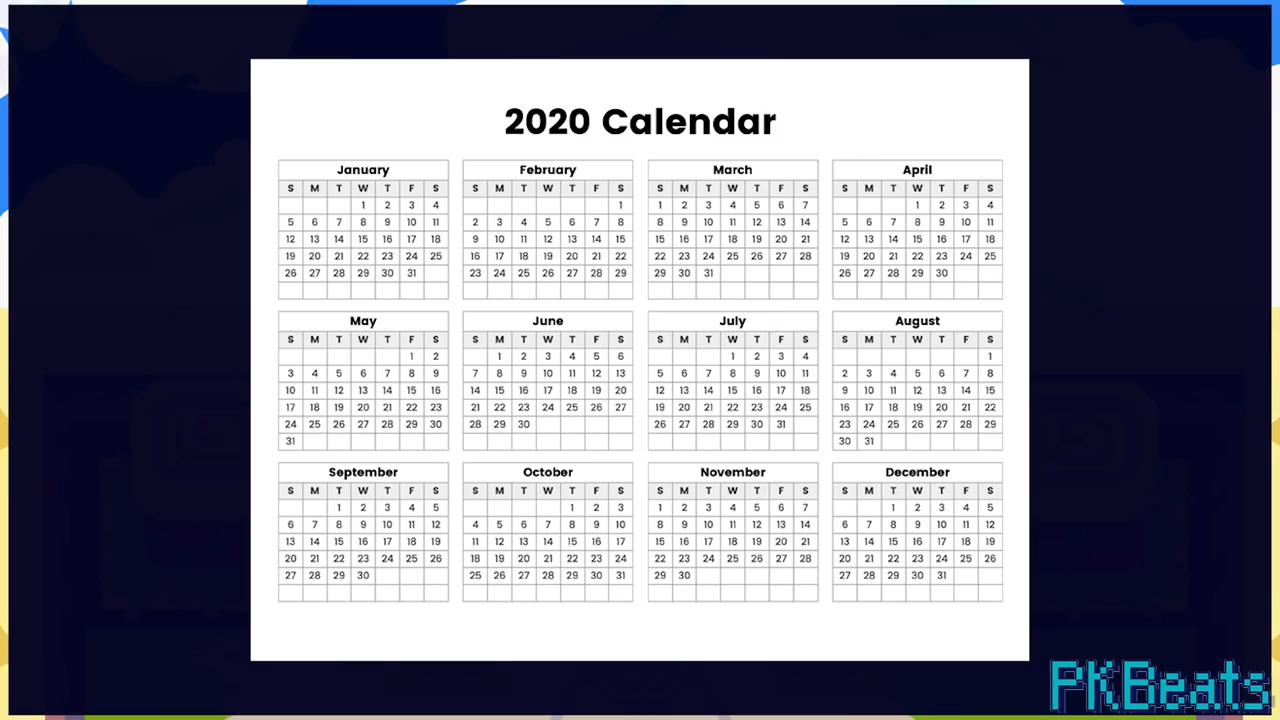 2020 Calendar
January February March April
S M T W T F S S M T W T F S S M T W T F S S M T W T F S
1 2 3 4 1 1 2 3 4 5 6 7 1 2 3 4
5 6 7 8 9 10 11 2 3 4 5 6 7 8 8 9 10 11 12 13 14 5 6 7 8 9 10 11
12 13 14 15 16 17 18 9 10 11 12 13 14 15 15 16 17 18 19 20 21 12 13 14 15 16 17 18
19 20 21 22 23 24 25 16 17 18 19 20 21 22 22 23 24 25 26 27 28 19 20 21 22 23 24 25
26 27 28 29 30 31 23 24 25 26 27 28 29 29 30 31 26 27 28 29 30
May June July August
S M T W T F S S M T W T F S S M T W T F S S M T W T F S
1 2 1 2 3 4 5 6 1 2 3 4 1
3 4 5 6 7 8 9 7 8 9 10 11 12 13 5 6 7 8 9 10 11 2 3 4 5 6 7 8
10 11 12 13 14 15 16 14 15 16 17 18 19 20 12 13 14 15 16 17 18 9 10 11 12 13 14 15
17 18 19 20 21 22 23 21 22 23 24 25 26 27 19 20 21 22 23 24 25 16 17 18 19 20 21 22
24 25 26 27 28 29 30 28 29 30 26 27 28 29 30 31 23 24 25 26 27 28 29
31 30 31
September October November December
S M T W T F S S M T W T F S S M T W T F S S M T W T F S
1 2 3 4 5 1 2 3 1 2 3 4 5 6 7 1 2 3 4 5
6 7 8 9 10 11 12 4 5 6 7 8 9 10 8 9 10 11 12 13 14 6 7 8 9 10 11 12
13 14 15 16 17 18 19 11 12 13 14 15 16 17 15 16 17 18 19 20 21 13 14 15 16 17 18 19
20 21 22 23 24 25 26 18 19 20 21 22 23 24 22 23 24 25 26 27 28 20 21 22 23 24 25 26
27 28 29 30 25 26 27 28 29 30 31 29 30 27 28 29 30 31
PKBeats